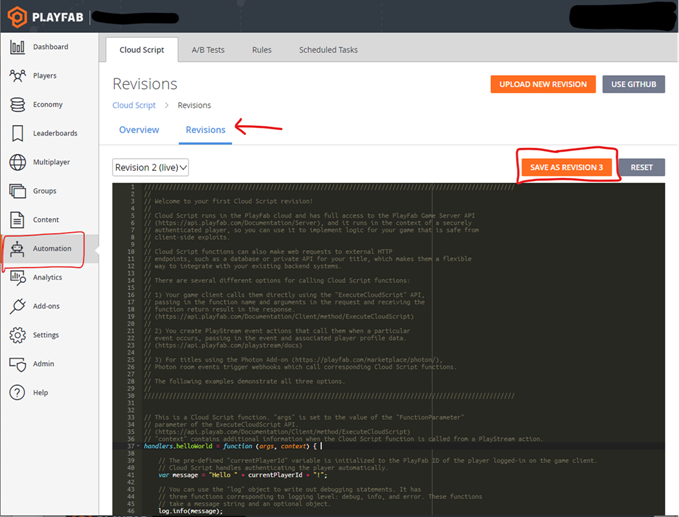 PLAYFAB
Dashboard
Players
Economy
Leaderboards
Multiplayer
Groups
Content
Automation
Analytics
Add-ons
Settings
Admin
Help
Cloud Script
A/B Tests
Rules
Scheduled Tasks
Revisions
UPLOAD NEW REVISION
USE GITHUB
Cloud Script > Revisions
Overview
Revisions
Revision 2 (live)
SAVE AS REVISION 3
RESET
1 ////////////////////////////////////////////////////////////////////////////////////////////////////
2 //
3 // Welcome to your first Cloud Script revision!
4 //
5 // Cloud Script runs in the PlayFab cloud and has full access to the PlayFab Game Server API
6 // (https://api.playfab.com/Documentation/Server), and it runs in the context of a securely
7 // authenticated player, so you can use it to implement logic for your game that is safe from
8 // client-side exploits.
9 //
10 // Cloud Script functions can also make web requests to external HTTP
11 // endpoints, such as a database or private API for your title, which makes them a flexible
12 // way to integrate with your existing backend systems.
13 //
14 // There are several different options for calling Cloud Script functions:
15 //
16 // 1) Your game client calls them directly using the "ExecuteCloudScript" API,
17 // passing in the function name and arguments in the request and receiving the
18 // function return result in the response.
19 // (https://api.playfab.com/Documentation/Client/method/ExecuteCloudScript)
20 //
21 // 2) You create PlayStream event actions that call them when a particular
22 // event occurs, passing in the event and associated player profile data.
23 // (https://api.playfab.com/playstream/docs)
24 //
25 // 3) For titles using the Photon Add-on (https://playfab.com/marketplace/photon/),
26 // Photon room events trigger webhooks which call corresponding Cloud Script functions.
27 //
28 // The following examples demonstrate all three options.
29 //
30 ////////////////////////////////////////////////////////////////////////////////////////////////////
31
32
33 // This is a Cloud Script function. "args" is set to the value of the "FunctionParameter"
34 // parameter of the ExecuteCloudScript API.
35 // (https://api.playfab.com/Documentation/Client/method/ExecuteCloudScript)
36 // "context" contains additional information when the Cloud Script function is called from a PlayStream action.
37 handlers.helloWorld = function (args, context) {
38
39 // The pre-defined "currentPlayerId" variable is initialized to the PlayFab ID of the player logged-in on the game client.
40 // Cloud Script handles authenticating the player automatically.
41 var message = "Hello " + currentPlayerId + "!";
42
43 // You can use the "log" object to write out debugging statements. It has
44 // three functions corresponding to logging level: debug, info, and error. These functions
45 // take a message string and an optional object.
46 log.info(message);